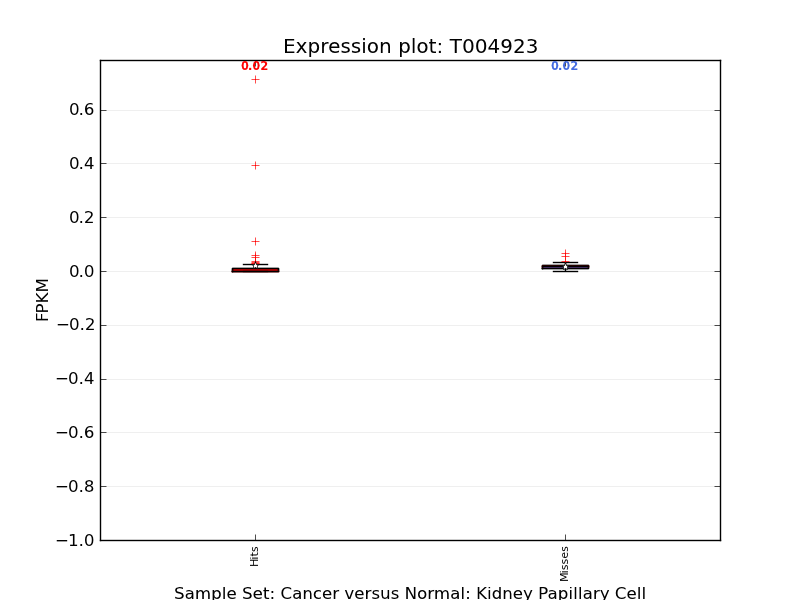 Expression plot: T004923
0.02
0.02
0.6
0.4
0.2
0.0
−0.2
−0.4
−0.6
−0.8
−1.0
FPKM
Hits
Misses
Sample Set: Cancer versus Normal: Kidney Papillary Cell